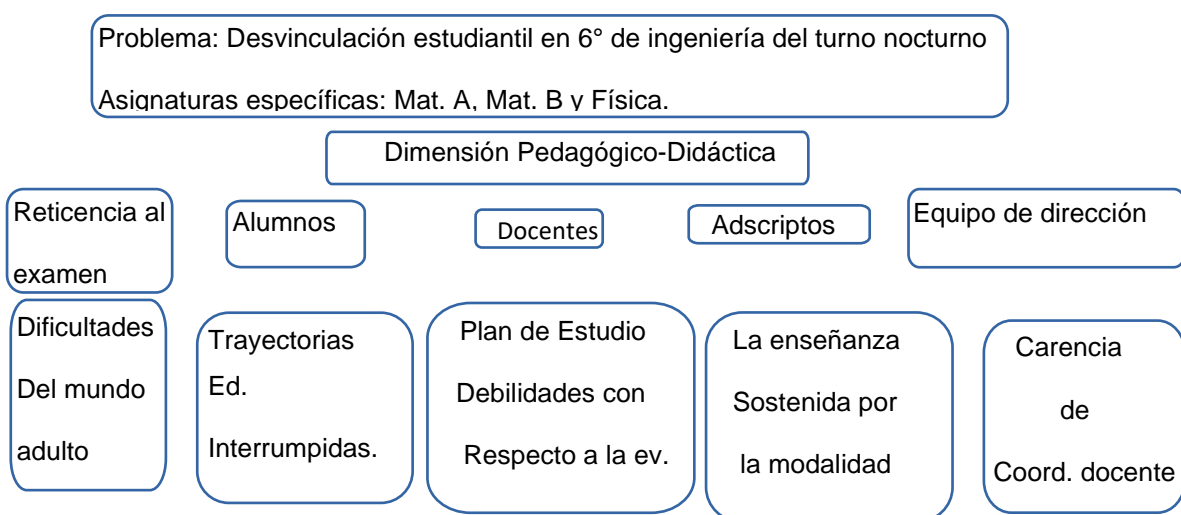 Problema: Desvinculación estudiantil en 6° de ingeniería del turno nocturno
Asignaturas específicas: Mat. A, Mat. B y Física.
Dimensión Pedagógico-Didáctica
Reticencia al
examen
Alumnos
Docentes
Adscriptos
Equipo de dirección
Dificultades
Del mundo
adulto
Trayectorias
Ed.
Interrumpidas.
Plan de Estudio
Debilidades con
Respecto a la ev.
La enseñanza
Sostenida por
la modalidad
Carencia
de
Coord. docente